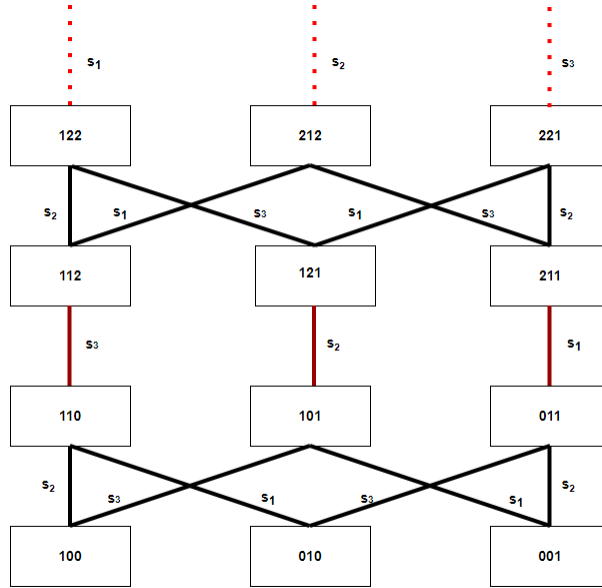 s₁ s₂ s₃
122 212 221
s₂ s₁ s₃ s₁ s₃ s₂
112 121 211
s₃ s₂ s₁
110 101 011
s₂ s₃ s₁ s₃ s₁ s₂
100 010 001